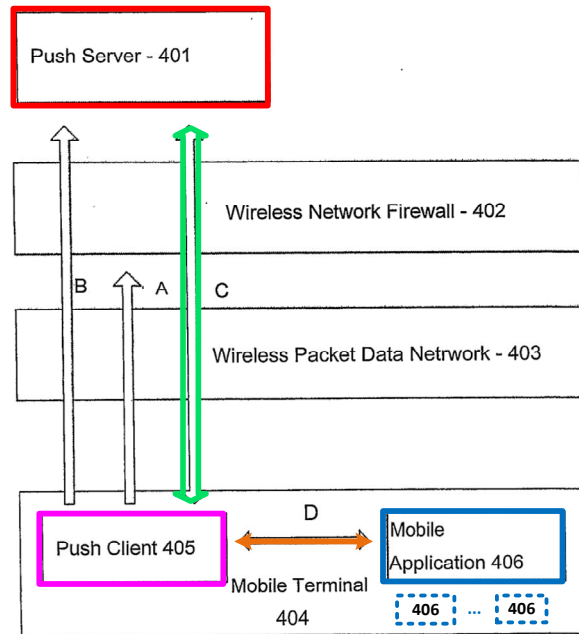 Push Server - 401
Wireless Network Firewall - 402
B
A
C
Wireless Packet Data Netrwork - 403
D
Push Client 405
Mobile
Application 406
Mobile Terminal
404
406 ... 406